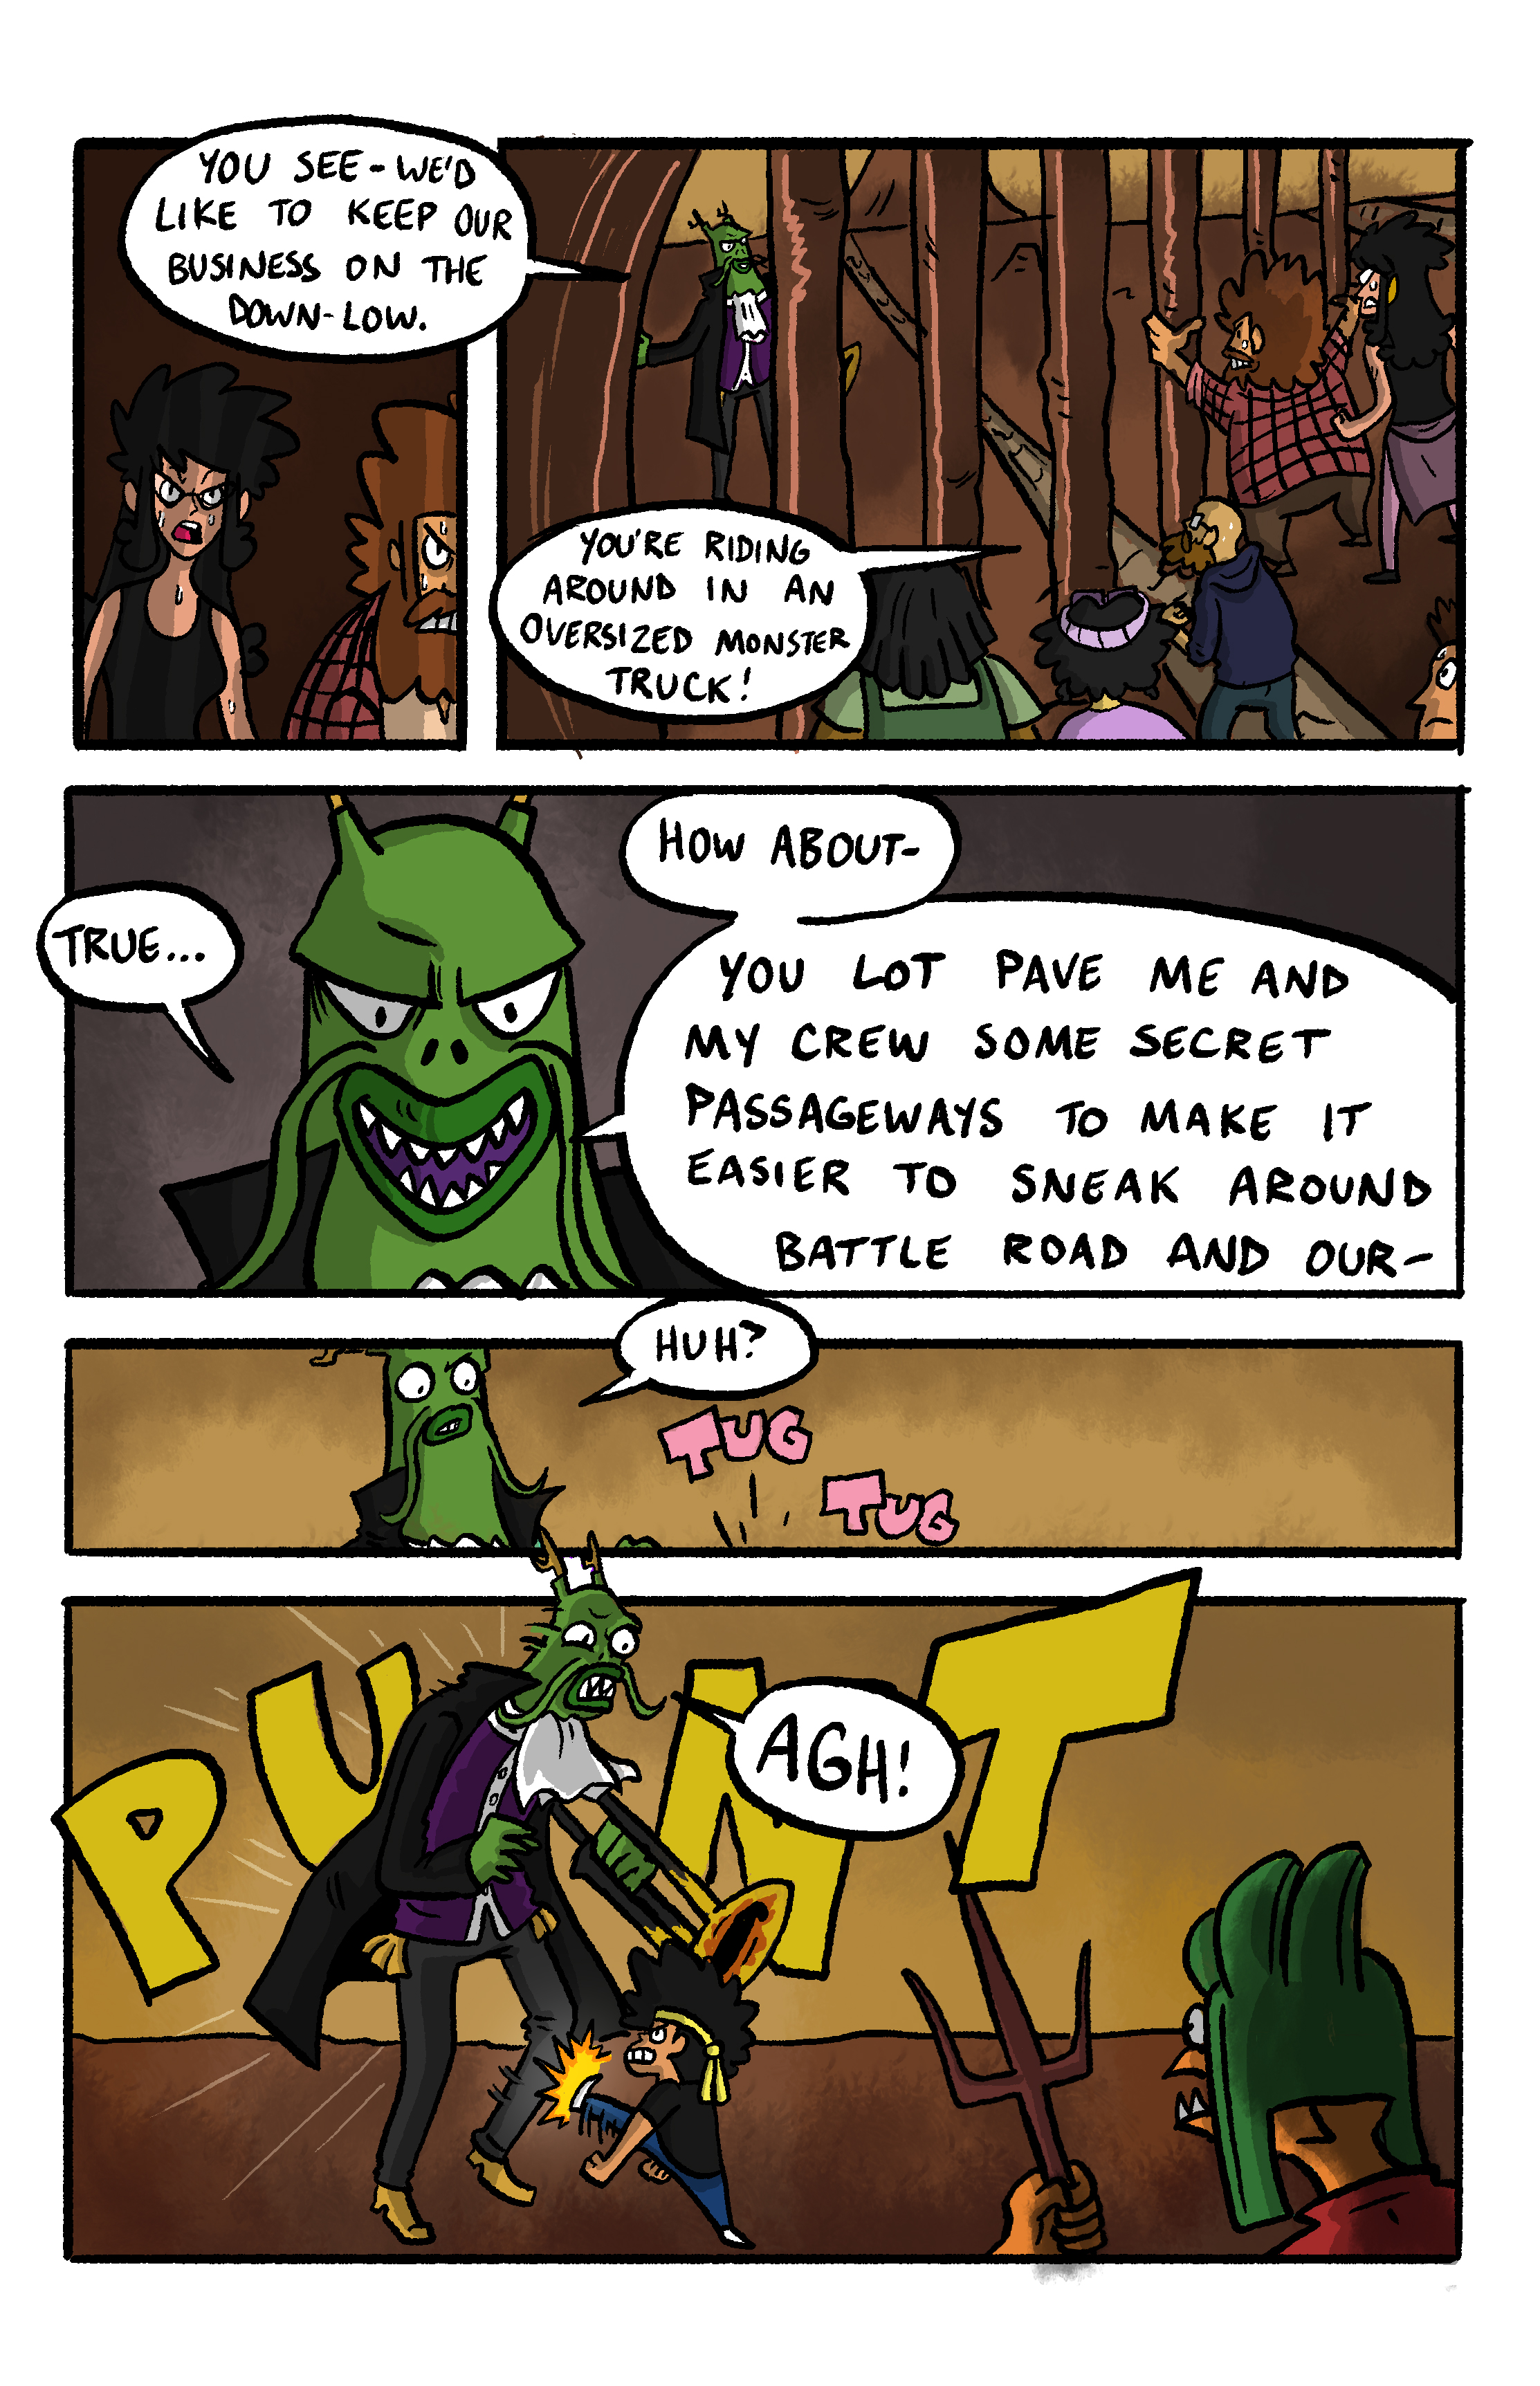 YOU SEE-WE'D
LIKE TO KEEP OUR
BUSINESS ON THE
DOWN-LOW.
YOU'RE RIDING
AROUND IN AN
OVERSIZED MONSTER
TRUCK!
TRUE...
HOW ABOUT-
YOU LOT PAVE ME AND
MY CREW SOME SECRET
PASSAGEWAYS TO MAKE IT
EASIER TO SNEAK AROUND
BATTLE ROAD AND OUR-
HUH?
TUG
TUG
PUNT
AGH!